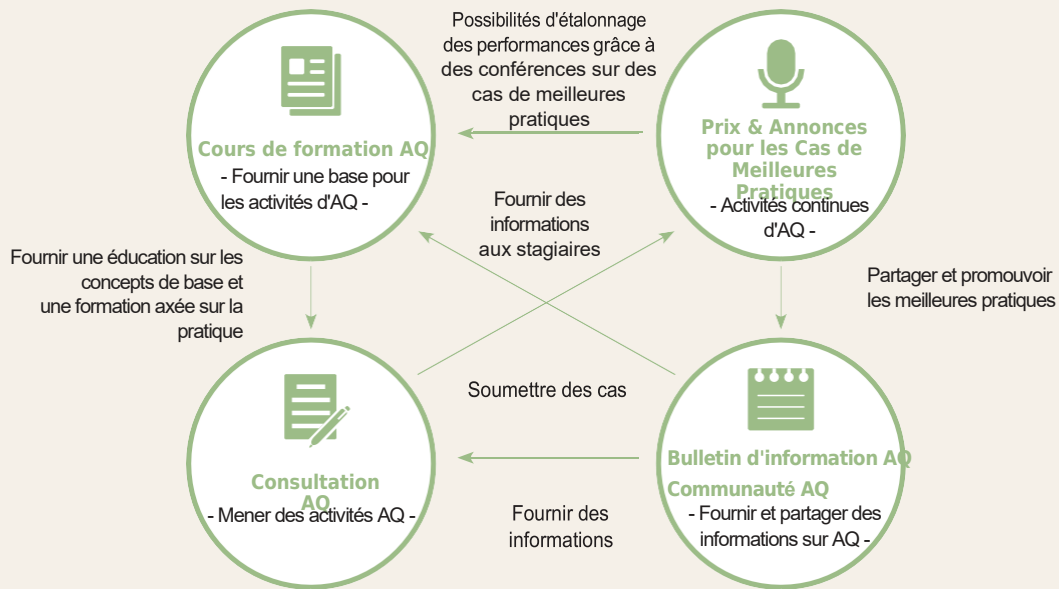 Possibilités d'étalonnage
des performances grâce à
des conférences sur des
cas de meilleures
pratiques
Cours de formation AQ
- Fournir une base pour
les activités d'AQ -
Prix & Annonces
pour les Cas de
Meilleures
Pratiques
- Activités continues
d'AQ -
Fournir des
informations
aux stagiaires
Fournir une éducation sur les
concepts de base et
une formation axée sur la
pratique
Partager et promouvoir
les meilleures pratiques
Soumettre des cas
Consultation
AQ
- Mener des activités AQ -
Fournir des
informations
Bulletin d'information AQ
Communauté AQ
- Fournir et partager des
informations sur AQ -